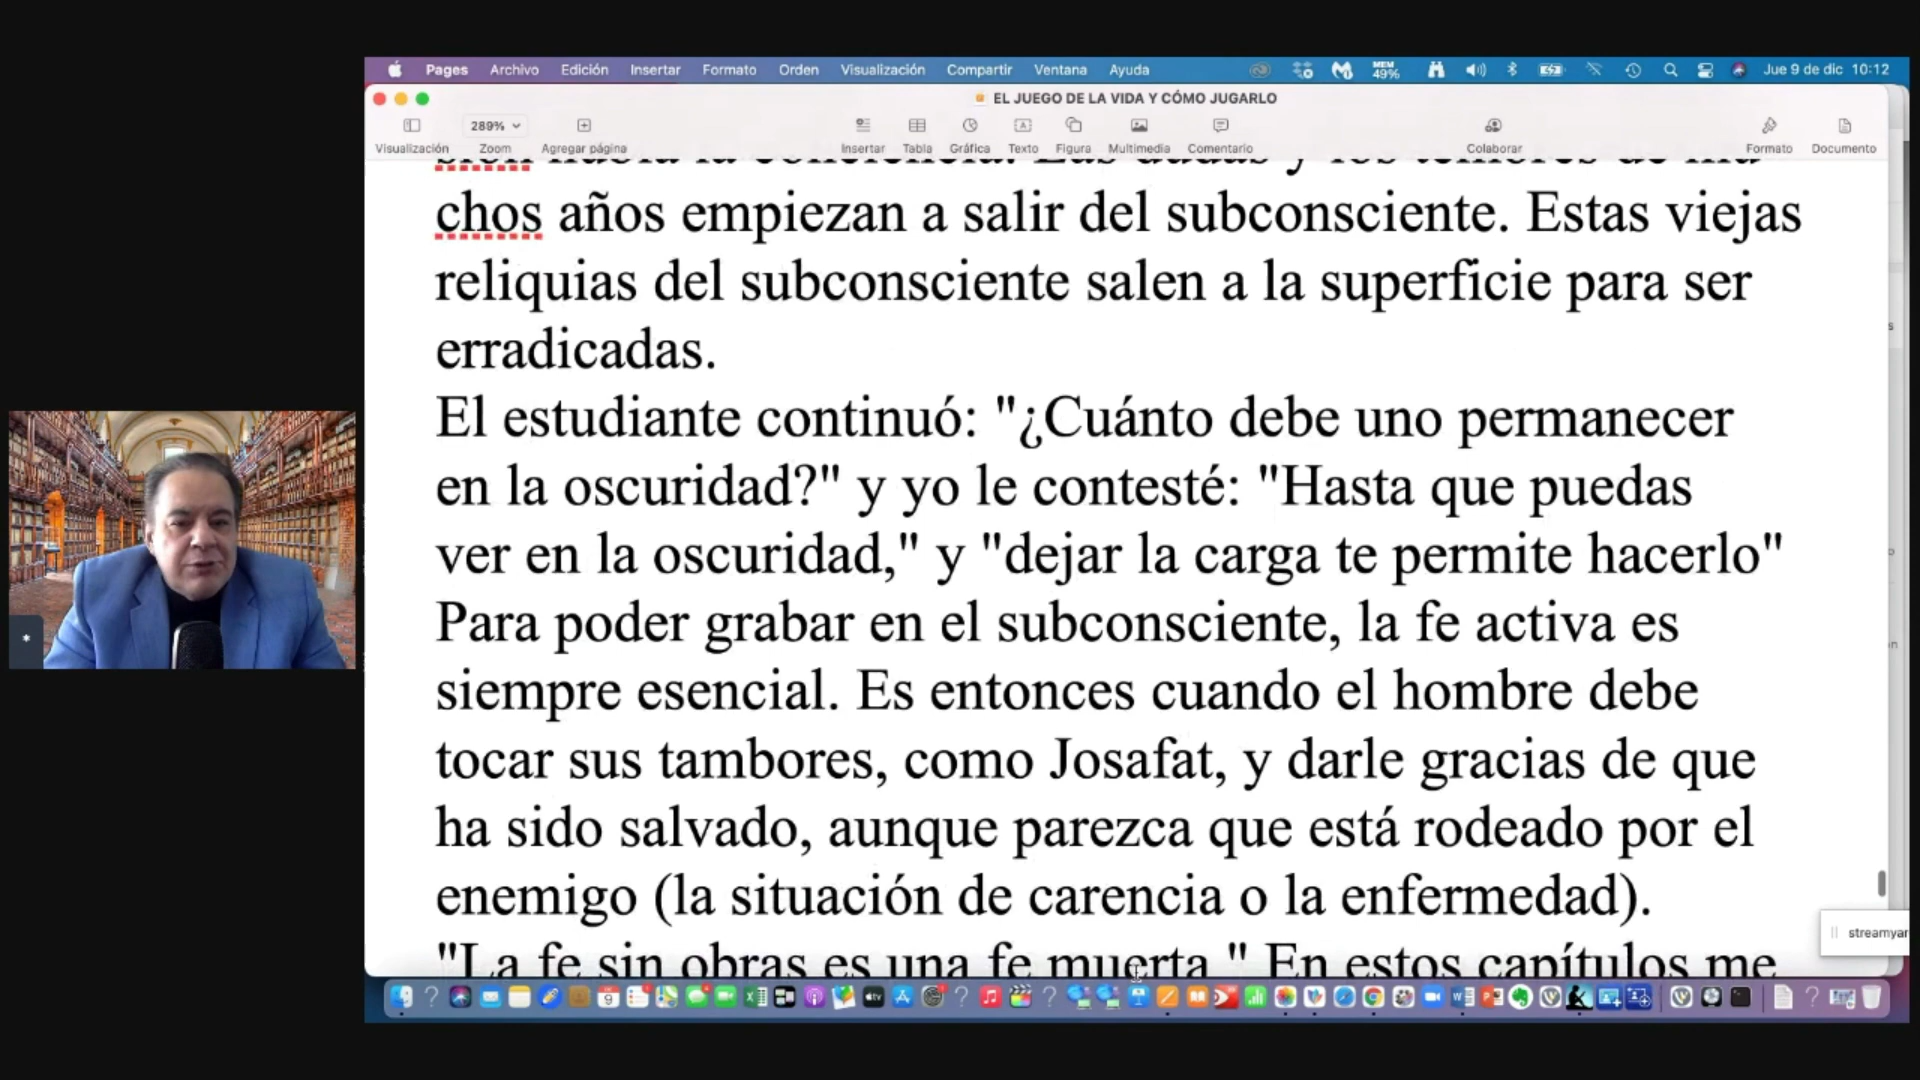 Pages Archivo Edición Insertar Formato Orden Visualización Compartir Ventana Ayuda MEM 49% Jue 9 de dic 10:12
EL JUEGO DE LA VIDA Y CÓMO JUGARLO
289%
Visualización Zoom Agregar página Insertar Tabla Gráfica Texto Figura Multimedia Comentario Colaborar Formato Documento
chos años empiezan a salir del subconsciente. Estas viejas
reliquias del subconsciente salen a la superficie para ser
erradicadas.
El estudiante continuó: "¿Cuánto debe uno permanecer
en la oscuridad?" y yo le contesté: "Hasta que puedas
ver en la oscuridad," y "dejar la carga te permite hacerlo"
Para poder grabar en el subconsciente, la fe activa es
siempre esencial. Es entonces cuando el hombre debe
tocar sus tambores, como Josafat, y darle gracias de que
ha sido salvado, aunque parezca que está rodeado por el
enemigo (la situación de carencia o la enfermedad).
streamyar
"La fe sin obras es una fe muerta." En estos capítulos me